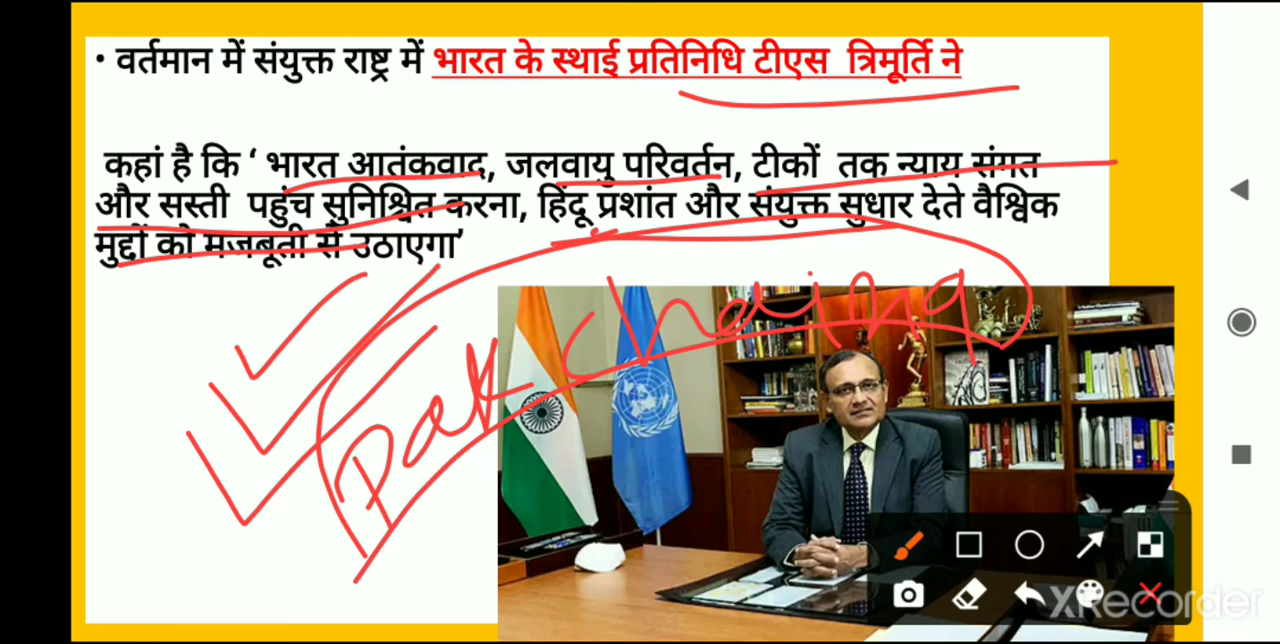 • वर्तमान में संयुक्त राष्ट्र में भारत के स्थाई प्रतिनिधि टीएस त्रिमूर्ति ने
कहां है कि ‘ भारत आतंकवाद, जलवायु परिवर्तन, टीकों तक न्याय संगत
और सस्ती पहुंच सुनिश्चित करना, हिंदू प्रशांत और संयुक्त सुधार देते वैश्विक
मुद्दों को मजबूती से उठाएगा’
Pak
XRecorder